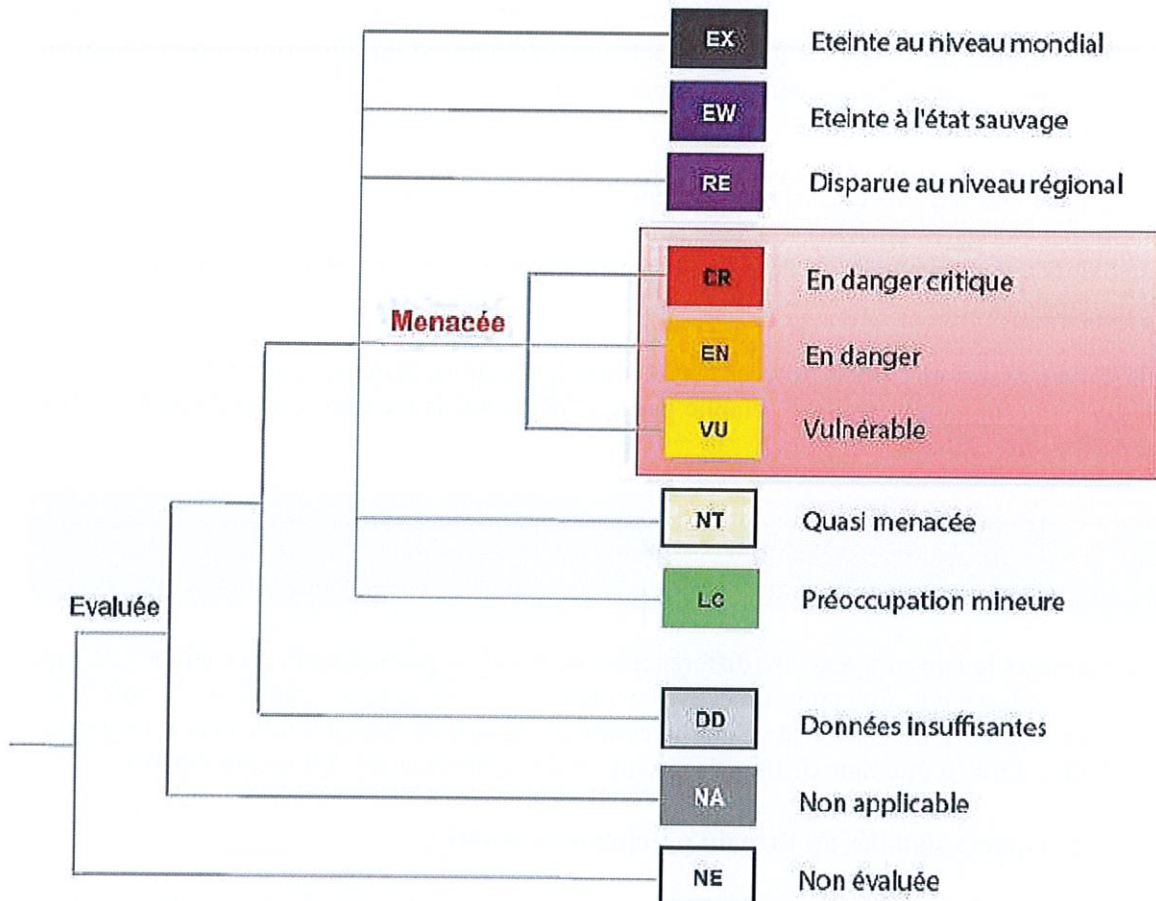 EX Eteinte au niveau mondial
EW Eteinte à l'état sauvage
RE Disparue au niveau régional
CR En danger critique
Menacée
EN En danger
VU Vulnérable
NT Quasi menacée
LC Préoccupation mineure
Evaluée
DD Données insuffisantes
NA Non applicable
NE Non évaluée